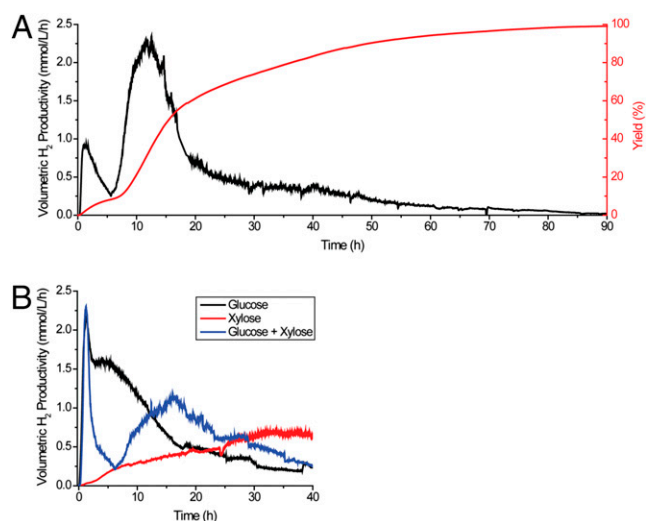 A
Volumetric H2 Productivity (mmol/L/h)
2.5
2.0
1.5
1.0
0.5
0.0
100
80
60
40
20
0
Yield (%)
0 10 20 30 40 50 60 70 80 90
Time (h)
B
Volumetric H2 Productivity (mmol/L/h)
2.5
2.0
1.5
1.0
0.5
0.0
Glucose
Xylose
Glucose + Xylose
0 10 20 30 40
Time (h)